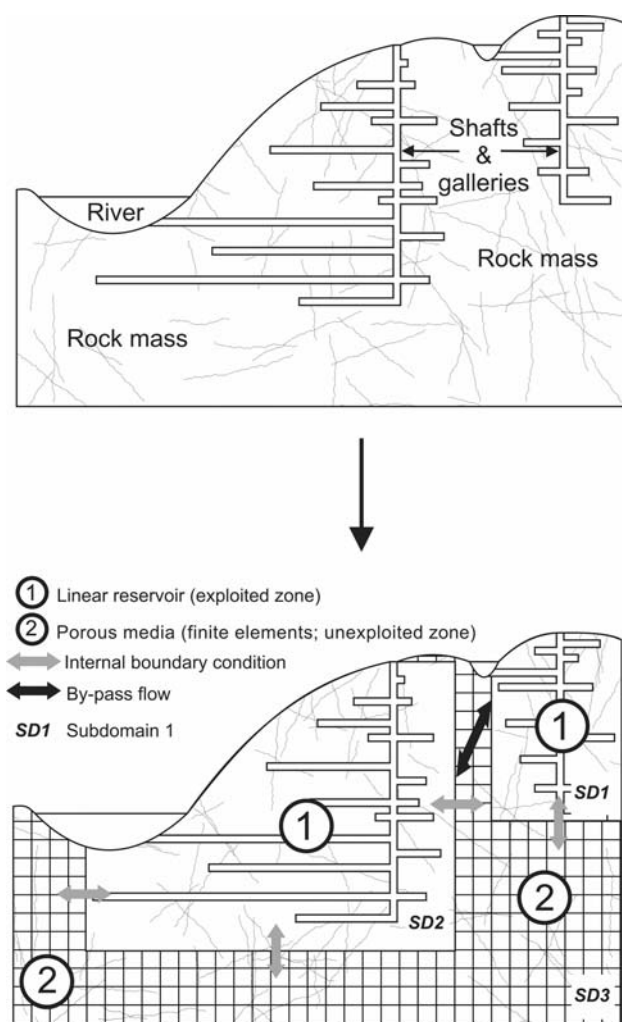 Shafts
&
galleries
River
Rock mass
Rock mass
1 Linear reservoir (exploited zone)
2 Porous media (finite elements; unexploited zone)
Internal boundary condition
By-pass flow
SD1 Subdomain 1
1
SD1
1
2
SD2
2
SD3